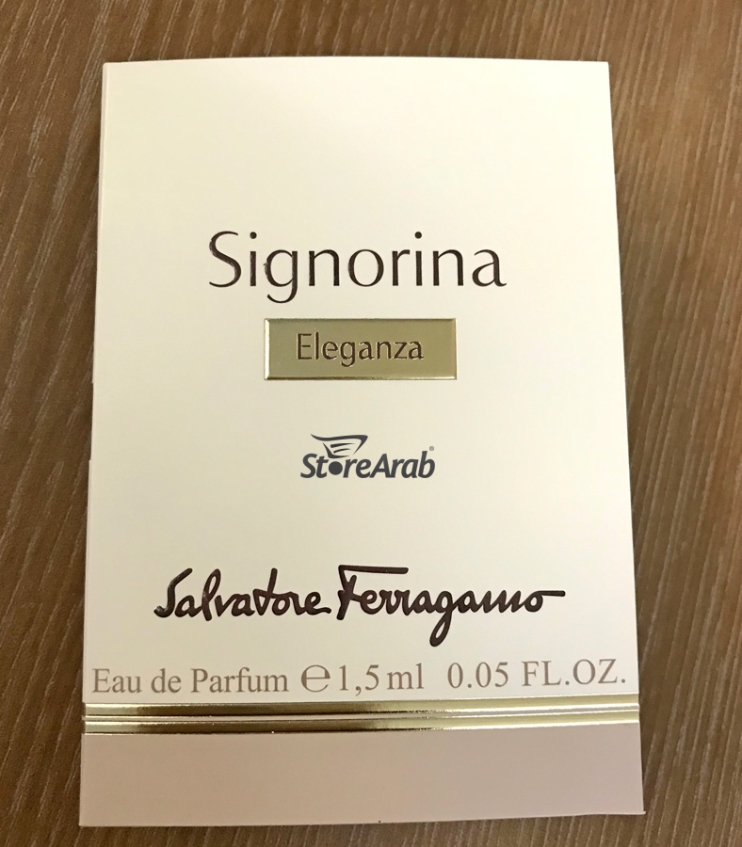 Signorina
Eleganza
StoreArab®
Salvatore Ferragamo
Eau de Parfum ℮ 1,5 ml 0.05 FL.OZ.